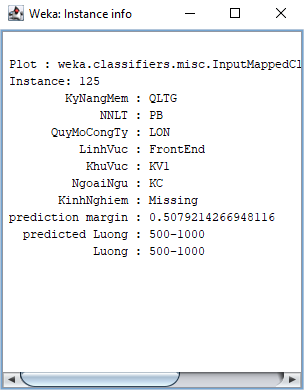 Weka: Instance info
Plot : weka.classifiers.misc.InputMappedCl
Instance: 125
KyNangMem : QLTG
NNLT : PB
QuyMoCongTy : LON
LinhVuc : FrontEnd
KhuVuc : KV1
NgoaiNgu : KC
KinhNghiem : Missing
prediction margin : 0.5079214266948116
predicted Luong : 500-1000
Luong : 500-1000